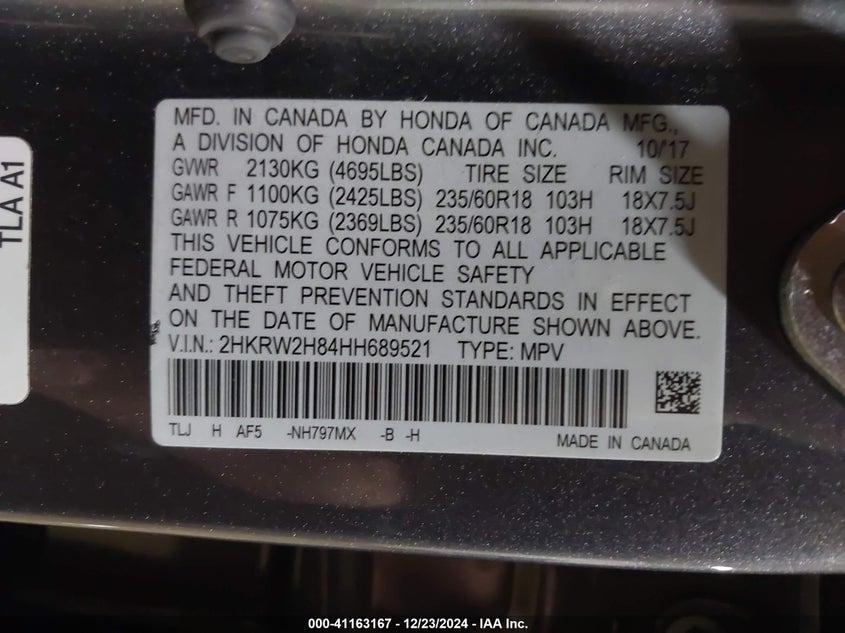 TLA A1
MFD. IN CANADA BY HONDA OF CANADA MFG.,
A DIVISION OF HONDA CANADA INC. 10/'17
GVWR 2130KG (4695LBS) TIRE SIZE RIM SIZE
GAWR F 1100KG (2425LBS) 235/60R18 103H 18X7.5J
GAWR R 1075KG (2369LBS) 235/60R18 103H 18X7.5J
THIS VEHICLE CONFORMS TO ALL APPLICABLE
FEDERAL MOTOR VEHICLE SAFETY
AND THEFT PREVENTION STANDARDS IN EFFECT
ON THE DATE OF MANUFACTURE SHOWN ABOVE.
V.I.N.: 2HKRW2H84HH689521 TYPE: MPV
TLJ H AF5 -NH797MX -B -H MADE IN CANADA
000-41163167 - 12/23/2024 - IAA Inc.